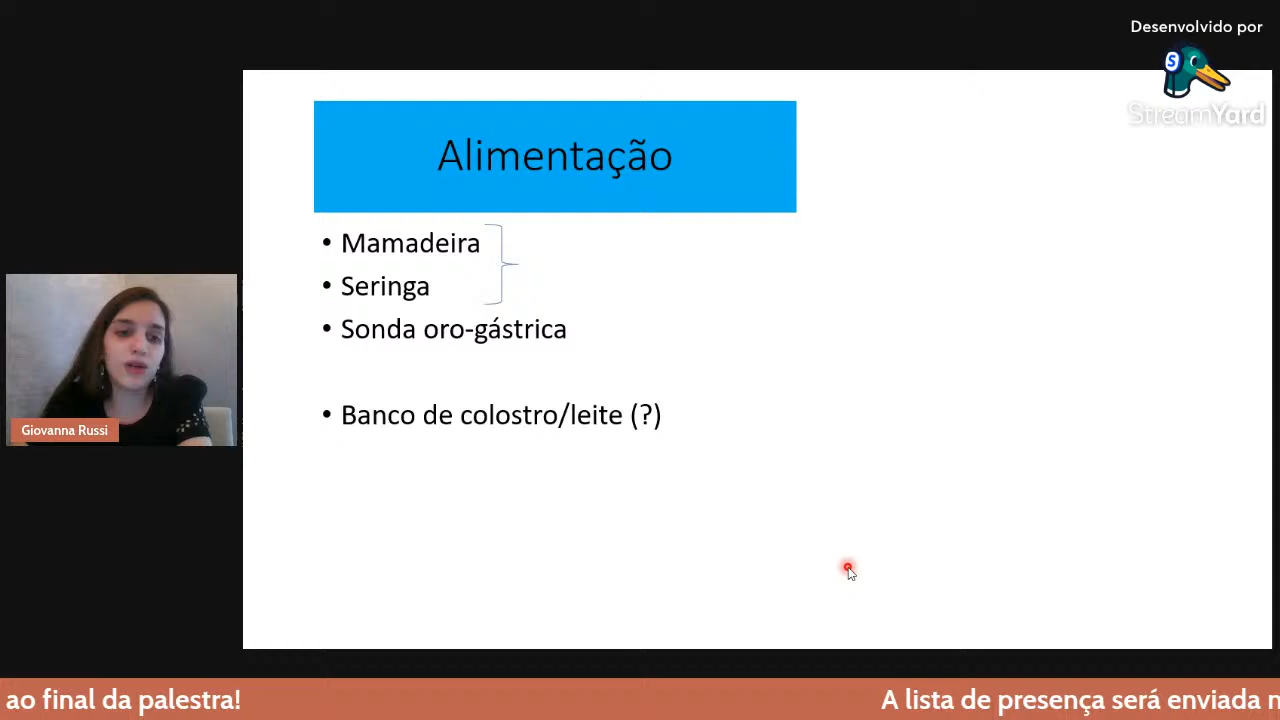 Desenvolvido por
StreamYard
Alimentação
• Mamadeira
• Seringa
• Sonda oro-gástrica
• Banco de colostro/leite (?)
Giovanna Russi
ao final da palestra!
A lista de presença será enviada